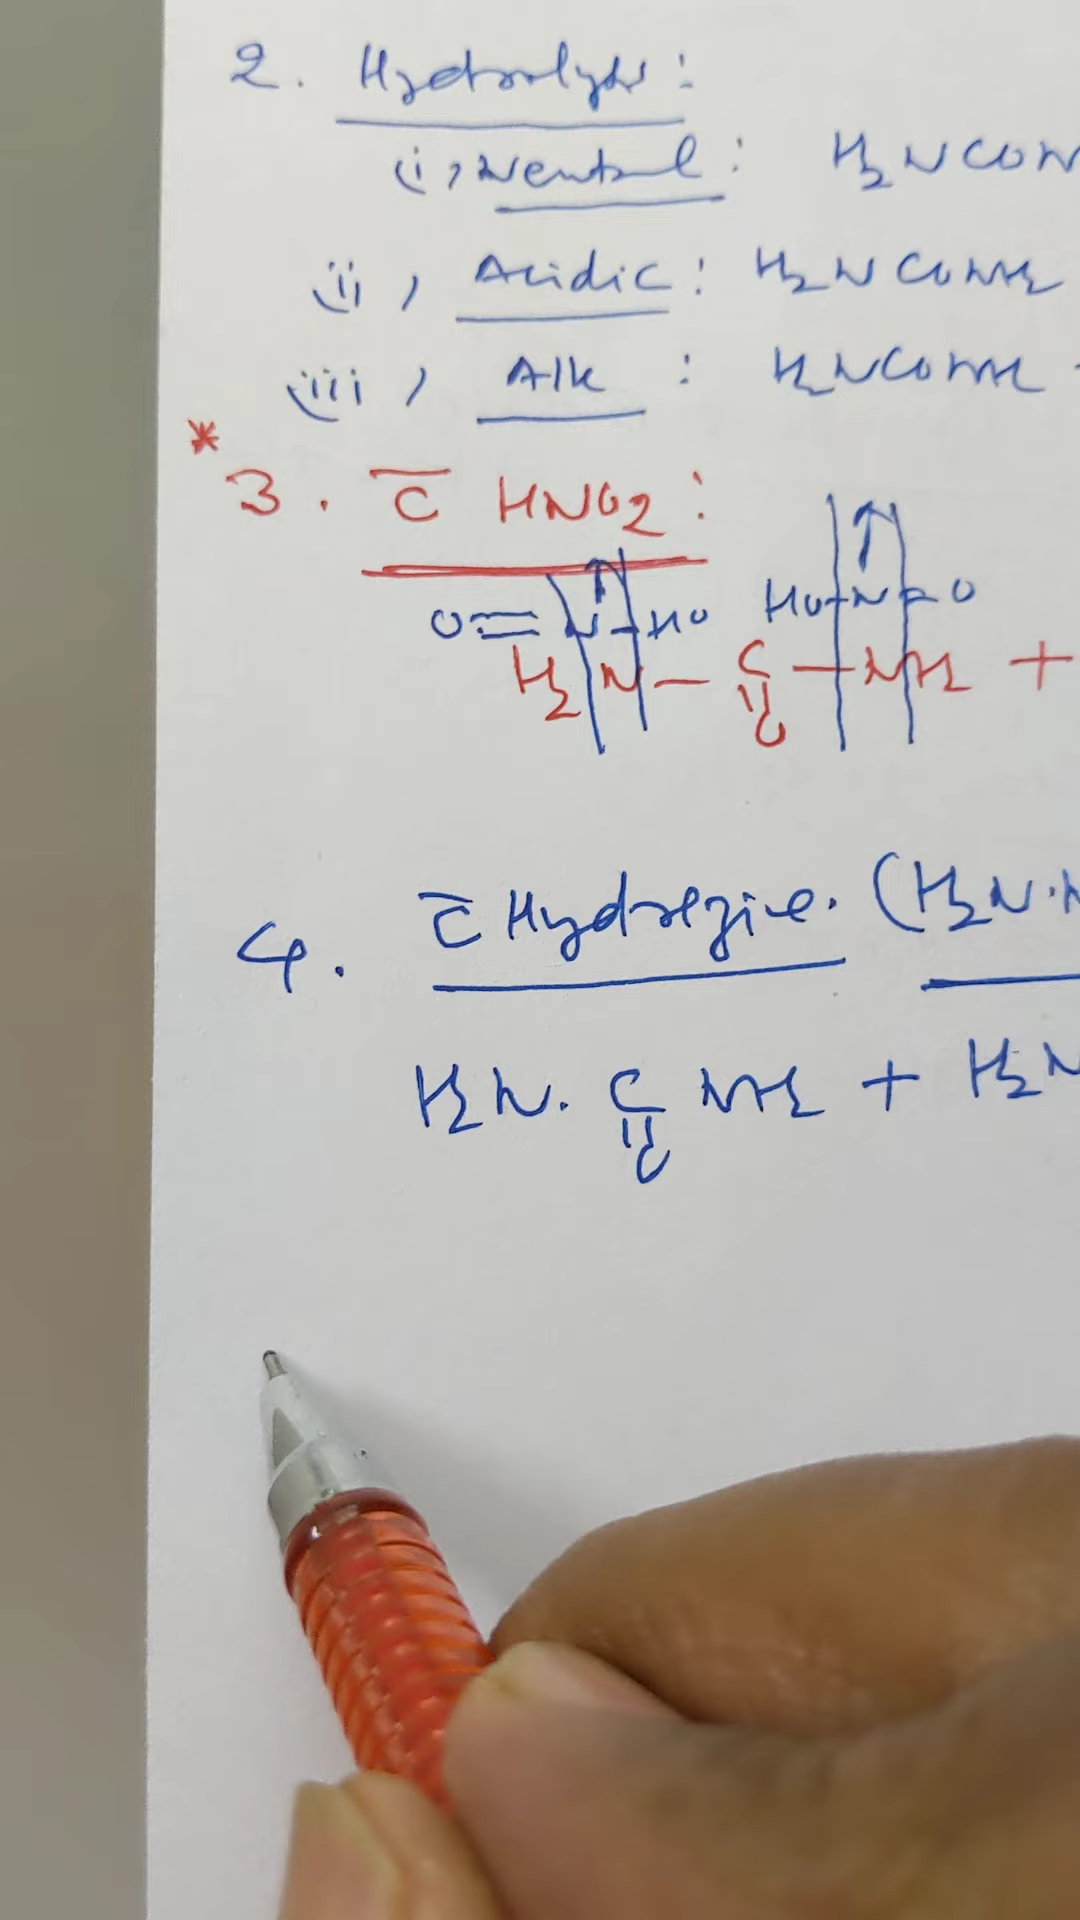 2. Hydrolysis:
(i, Neutral: H2NCON
(ii, Acidic: H2NCONH2
(iii, Alk : H2NCONH2
*
3. c̅ HNO2:
O=N-HO HO-N=O
H2N-C-NH2 +
||
O
4. c̅ Hydrazine. (H2N.N
H2N. C NH2 + H2N
||
O